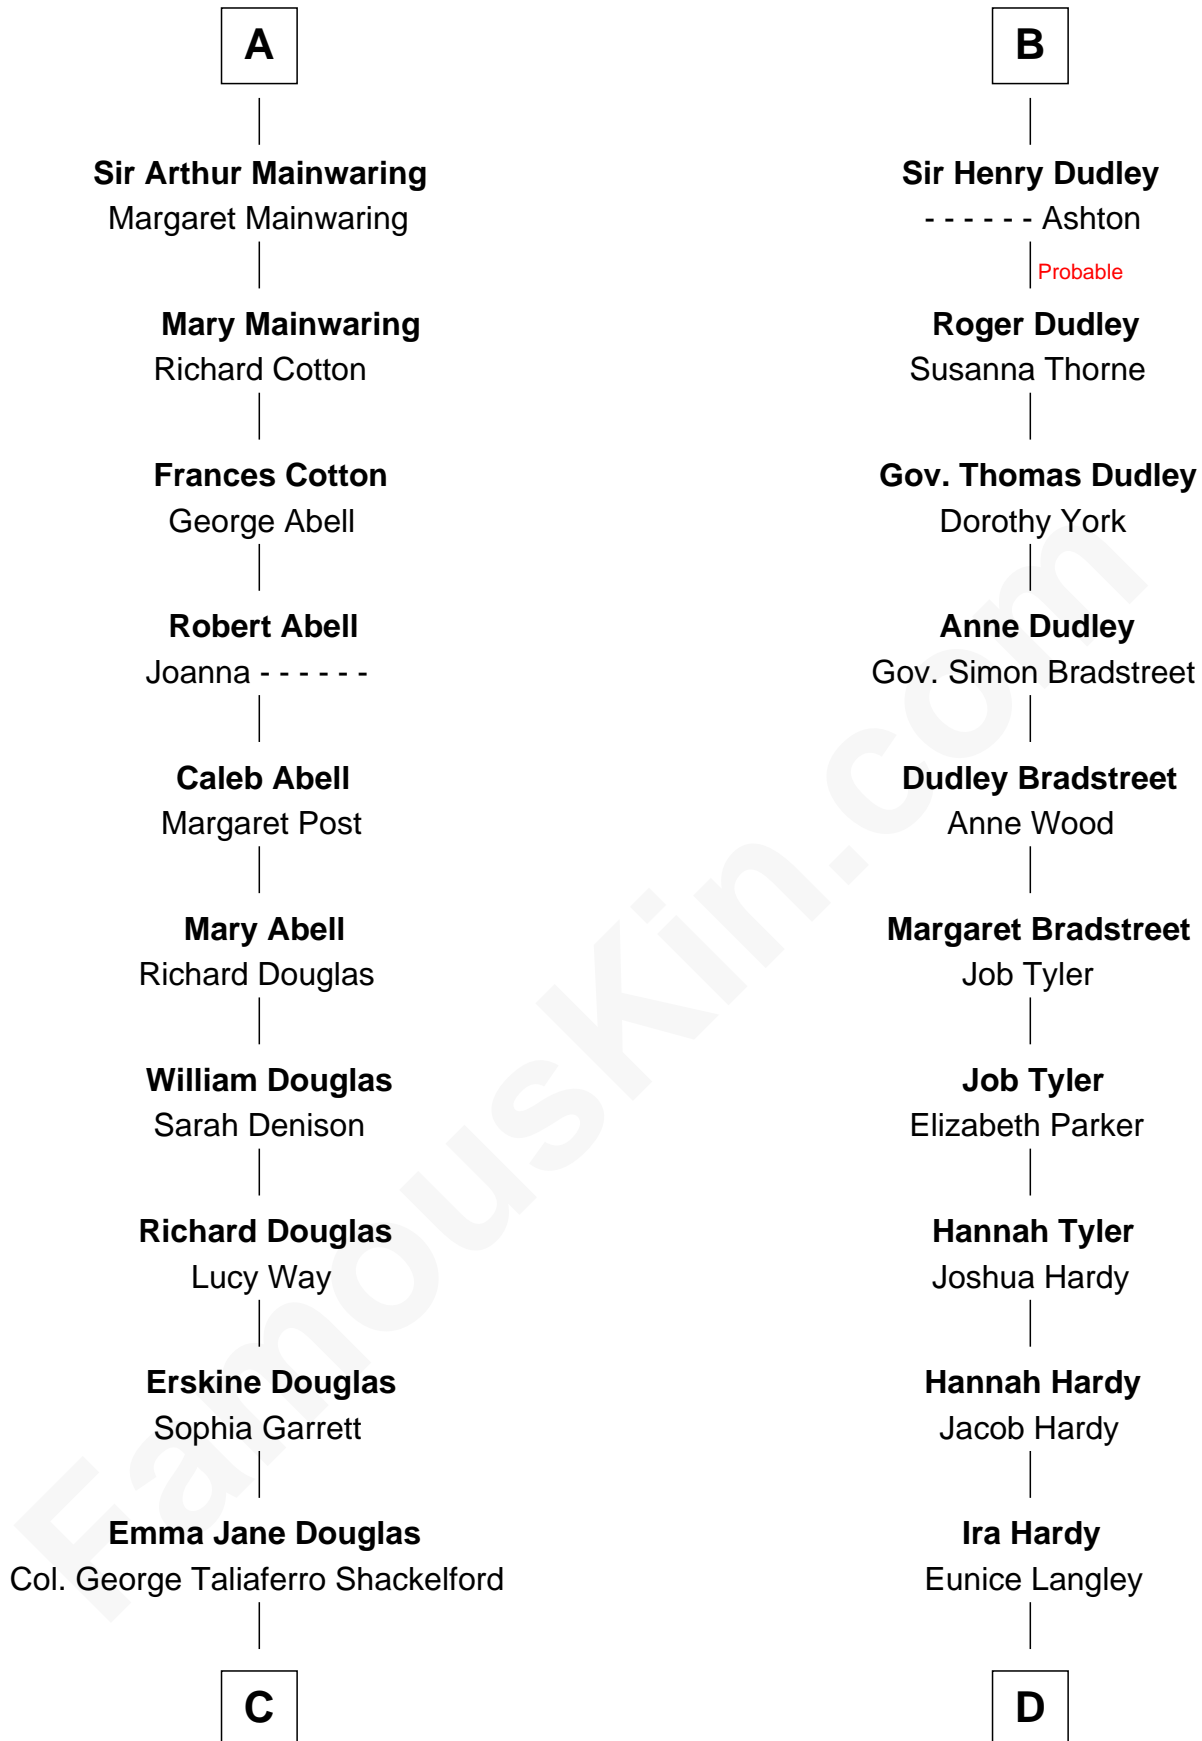 A
Sir Arthur Mainwaring
Margaret Mainwaring
Mary Mainwaring
Richard Cotton
Frances Cotton
George Abell
Robert Abell
Joanna - - - - - -
Caleb Abell
Margaret Post
Mary Abell
Richard Douglas
William Douglas
Sarah Denison
Richard Douglas
Lucy Way
Erskine Douglas
Sophia Garrett
Emma Jane Douglas
Col. George Taliaferro Shackelford
C
B
Sir Henry Dudley
- - - - - - Ashton
Probable
Roger Dudley
Susanna Thorne
Gov. Thomas Dudley
Dorothy York
Anne Dudley
Gov. Simon Bradstreet
Dudley Bradstreet
Anne Wood
Margaret Bradstreet
Job Tyler
Job Tyler
Elizabeth Parker
Hannah Tyler
Joshua Hardy
Hannah Hardy
Jacob Hardy
Ira Hardy
Eunice Langley
D
FamousKin.com